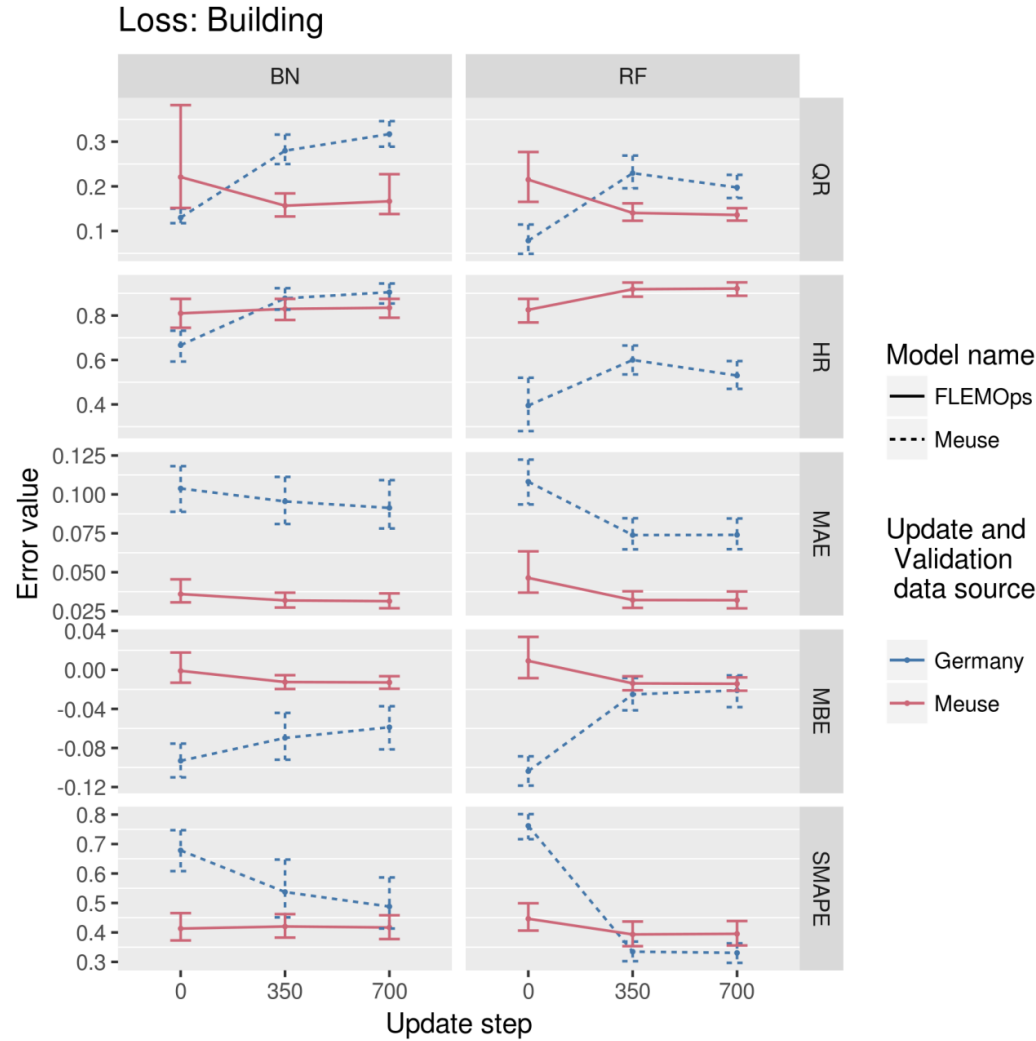 Loss: Building
BN
RF
0.3
0.2
0.1
QR
0.8
0.6
0.4
HR
0.125
0.100
0.075
0.050
0.025
MAE
0.04
0.00
-0.04
-0.08
-0.12
MBE
0.8
0.7
0.6
0.5
0.4
0.3
SMAPE
0 350 700
0 350 700
Update step
Error value
Model name
FLEMOps
Meuse
Update and
Validation
data source
Germany
Meuse